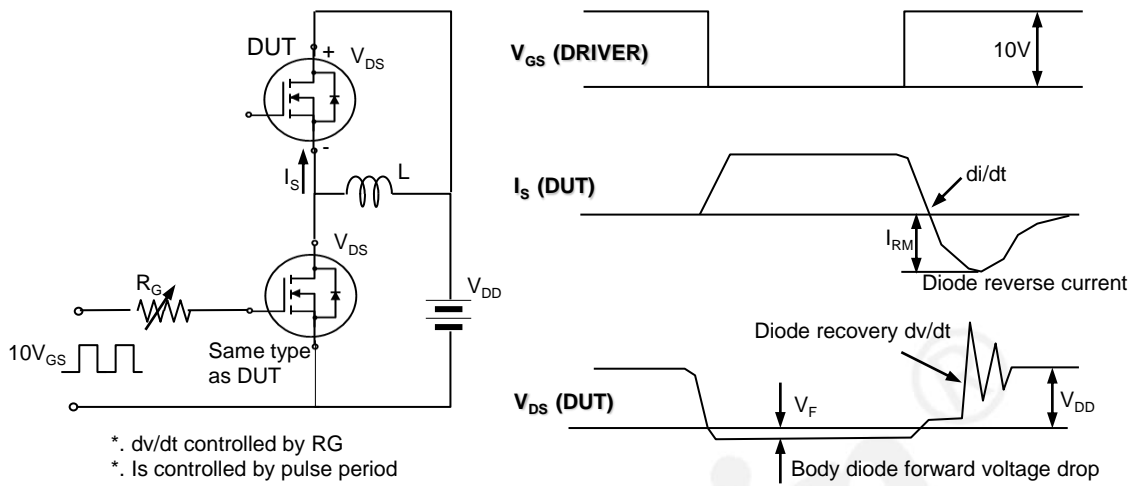 DUT
+
V_DS
-
I_S
L
V_DS
R_G
V_DD
10V_GS
Same type
as DUT
*. dv/dt controlled by RG
*. Is controlled by pulse period
V_GS (DRIVER)
10V
I_S (DUT)
di/dt
I_RM
Diode reverse current
Diode recovery dv/dt
V_DS (DUT)
V_F
V_DD
Body diode forward voltage drop